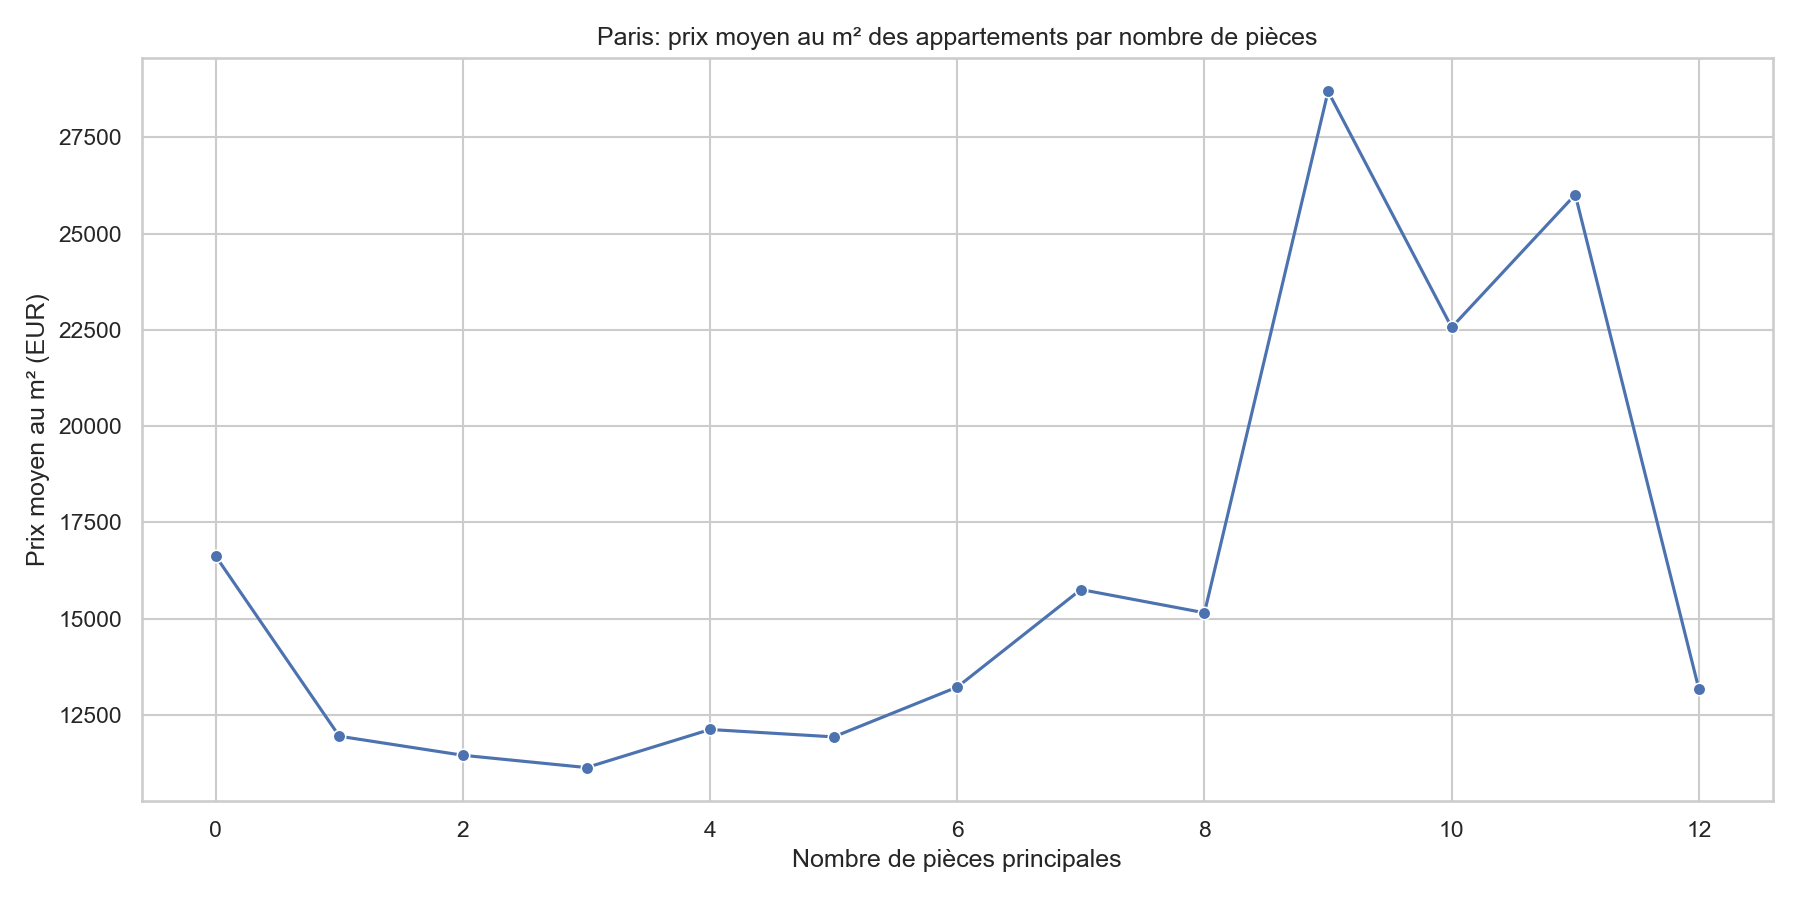 Paris: prix moyen au m² des appartements par nombre de pièces
Prix moyen au m² (EUR)
27500
25000
22500
20000
17500
15000
12500
0 2 4 6 8 10 12
Nombre de pièces principales